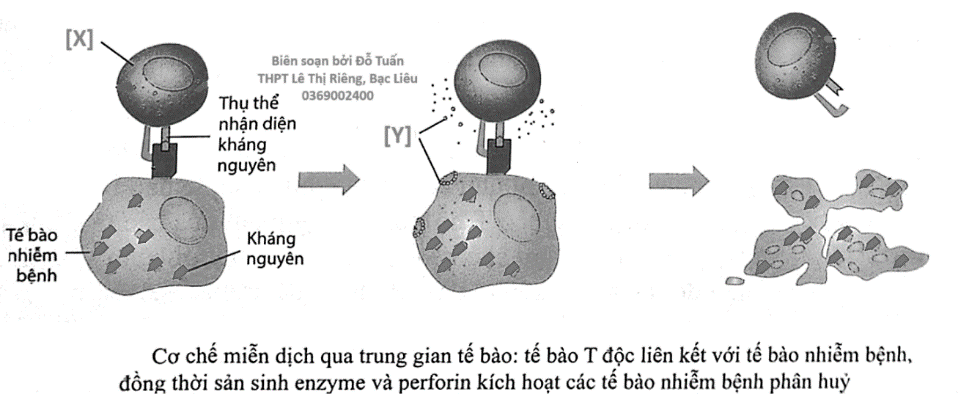 [X]
Biên soạn bởi Đỗ Tuấn
THPT Lê Thị Riêng, Bạc Liêu
0369002400
Thụ thể
nhận diện
kháng
nguyên
[Y]
Tế bào
nhiễm
bệnh
Kháng
nguyên
Cơ chế miễn dịch qua trung gian tế bào: tế bào T độc liên kết với tế bào nhiễm bệnh,
đồng thời sản sinh enzyme và perforin kích hoạt các tế bào nhiễm bệnh phân huỷ